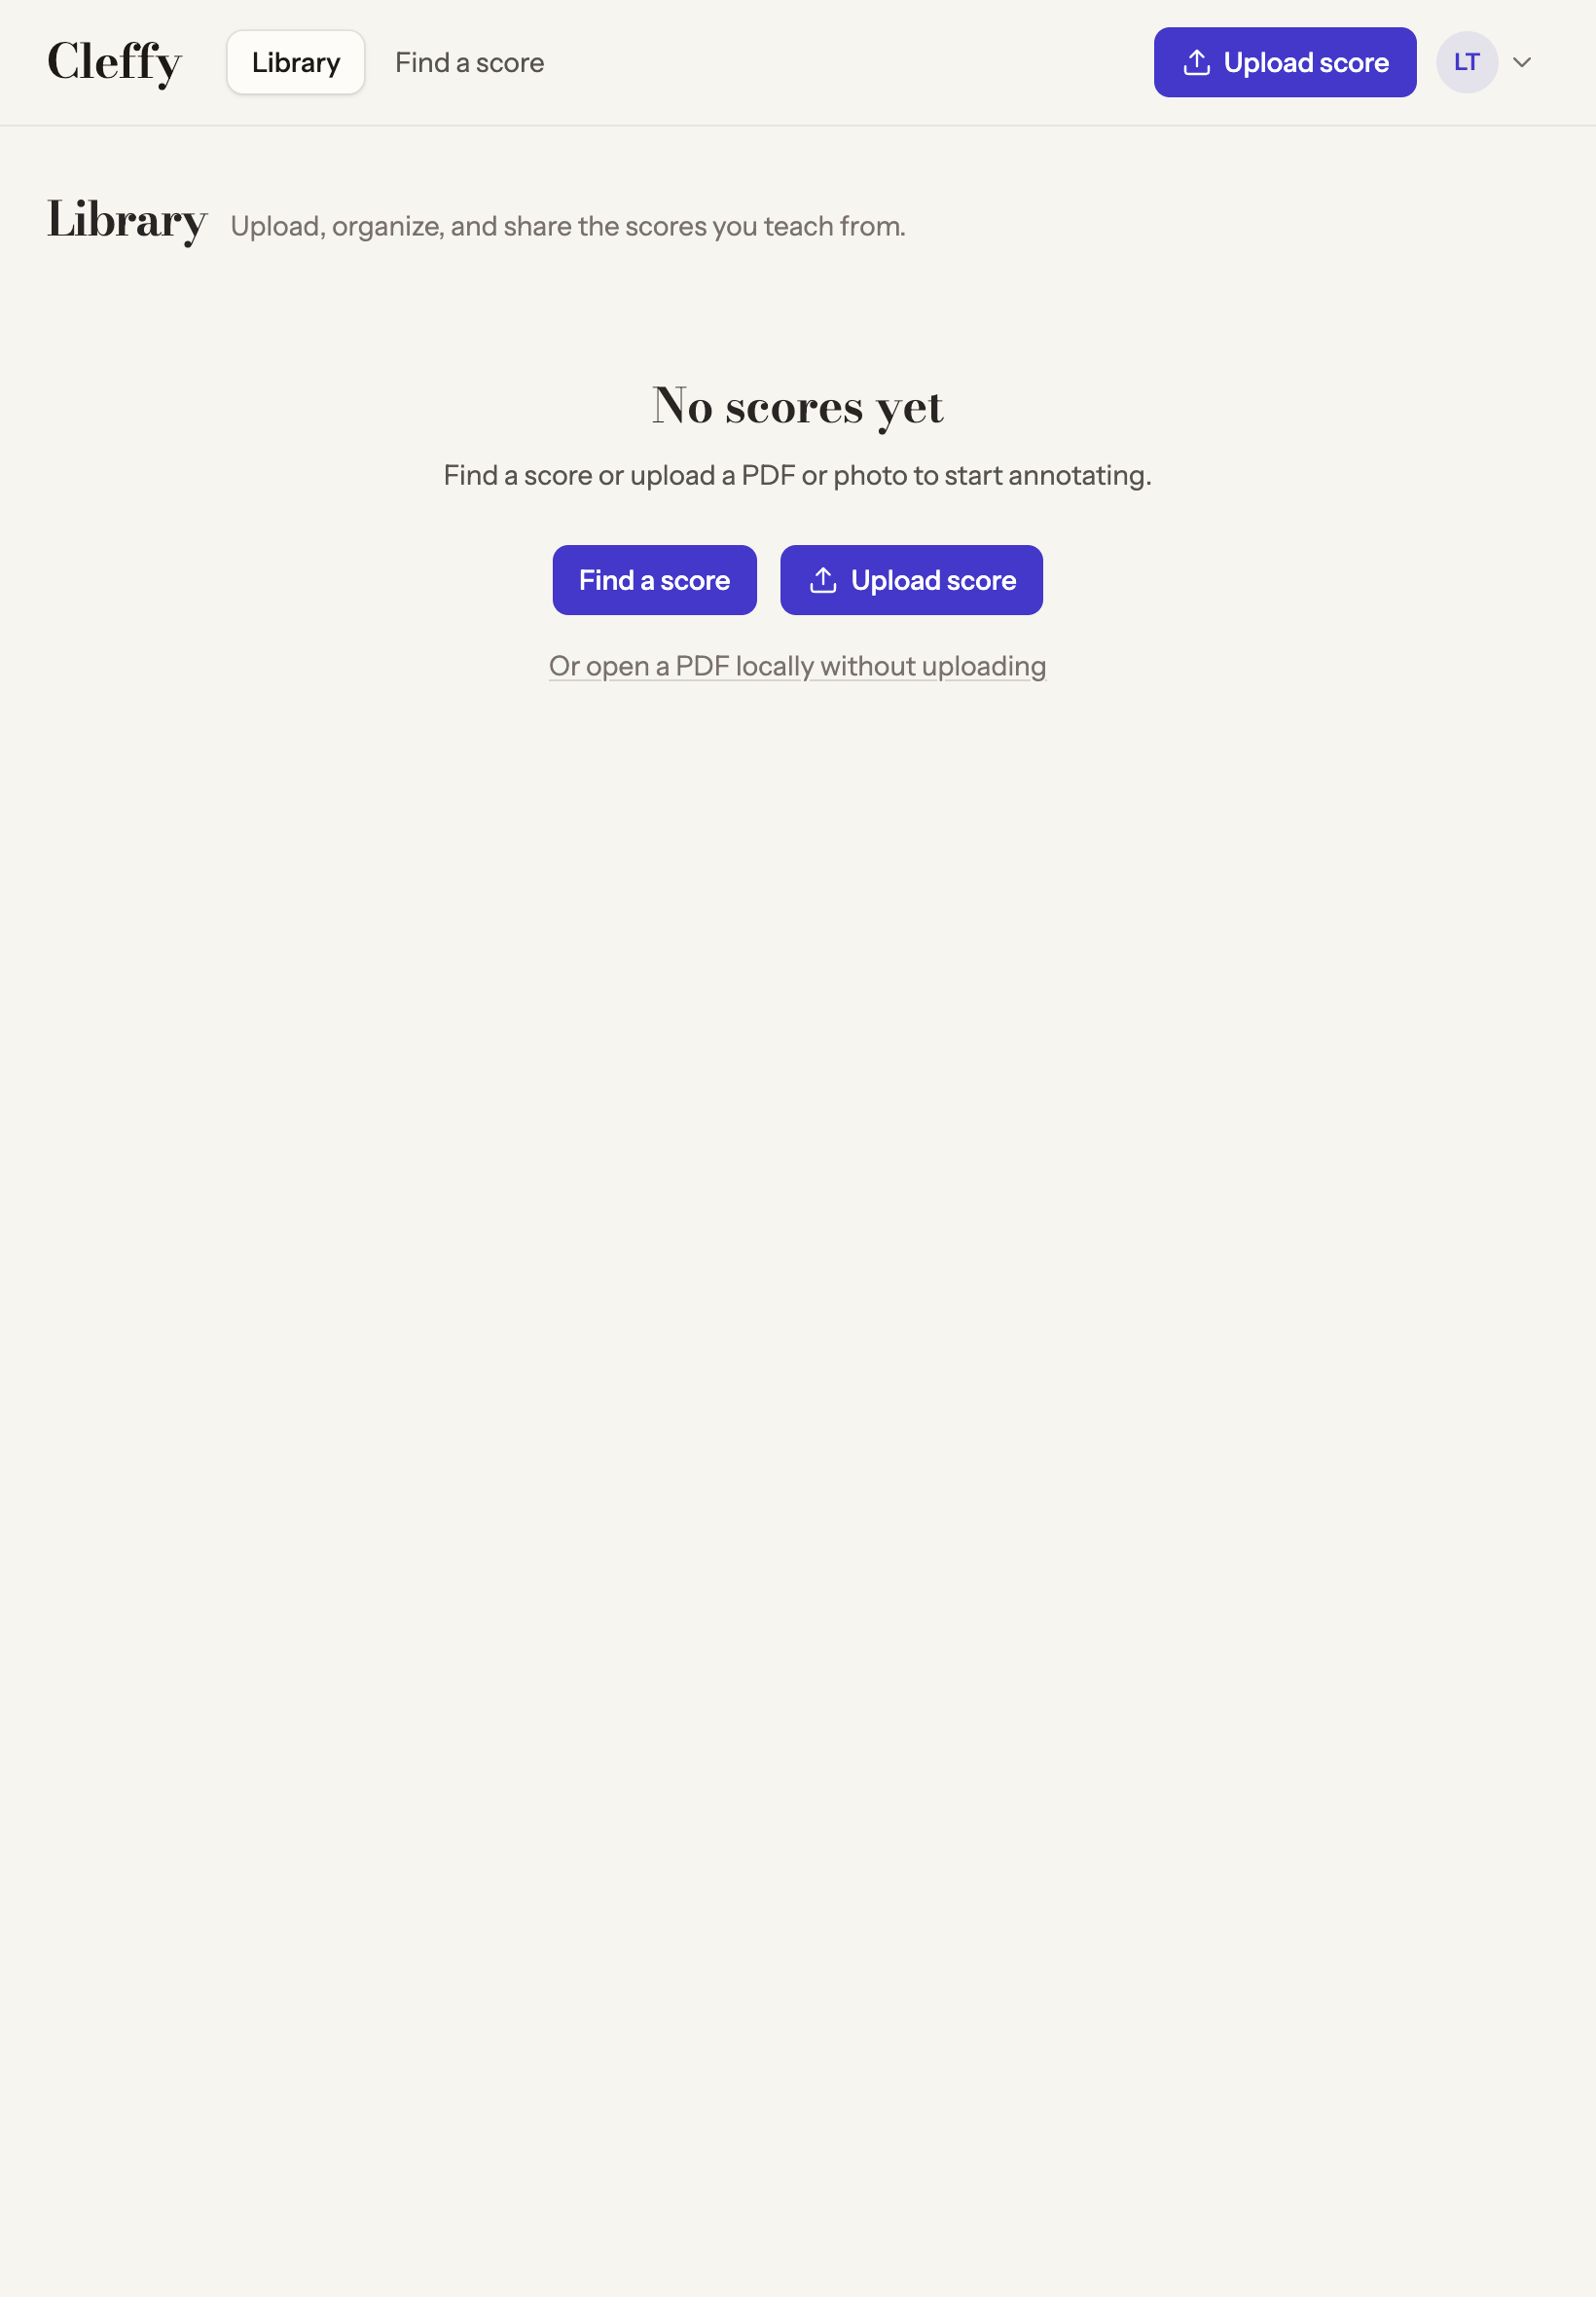 Cleffy
Library
Find a score
Upload score
LT
Library
Upload, organize, and share the scores you teach from.
No scores yet
Find a score or upload a PDF or photo to start annotating.
Find a score
Upload score
Or open a PDF locally without uploading